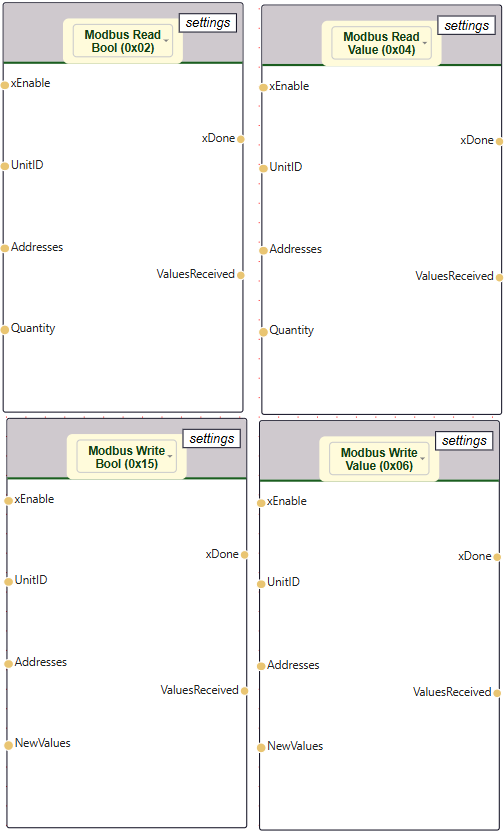 settings
Modbus Read
Bool (0x02)
xEnable
xDone
UnitID
Addresses
ValuesReceived
Quantity
settings
Modbus Read
Value (0x04)
xEnable
xDone
UnitID
Addresses
ValuesReceived
Quantity
settings
Modbus Write
Bool (0x15)
xEnable
xDone
UnitID
Addresses
ValuesReceived
NewValues
settings
Modbus Write
Value (0x06)
xEnable
xDone
UnitID
Addresses
ValuesReceived
NewValues